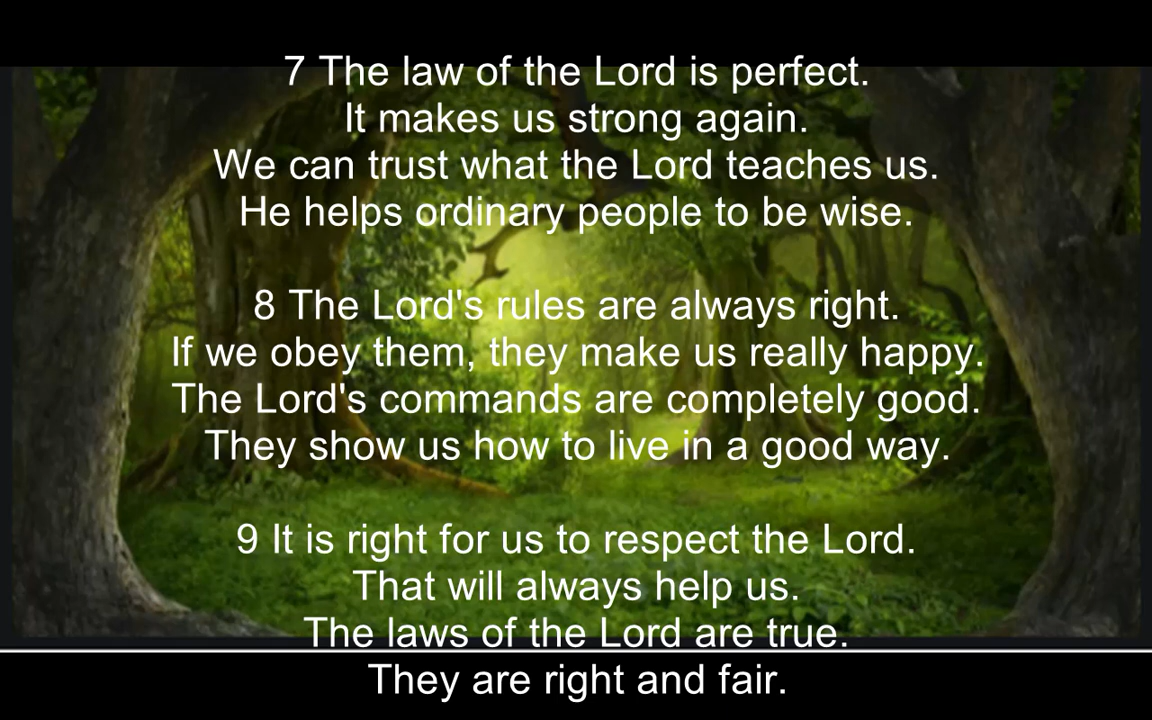 7 The law of the Lord is perfect.
It makes us strong again.
We can trust what the Lord teaches us.
He helps ordinary people to be wise.
8 The Lord's rules are always right.
If we obey them, they make us really happy.
The Lord's commands are completely good.
They show us how to live in a good way.
9 It is right for us to respect the Lord.
That will always help us.
The laws of the Lord are true.
They are right and fair.